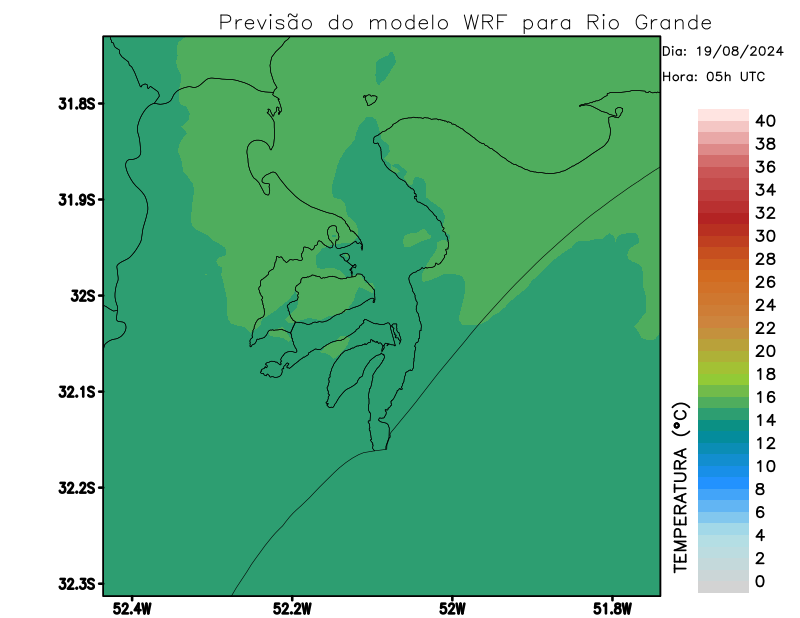 Previsão do modelo WRF para Rio Grande
Dia: 19/08/2024
Hora: 05h UTC
31.8S
31.9S
32S
32.1S
32.2S
32.3S
52.4W
52.2W
52W
51.8W
TEMPERATURA (°C)
40
38
36
34
32
30
28
26
24
22
20
18
16
14
12
10
8
6
4
2
0